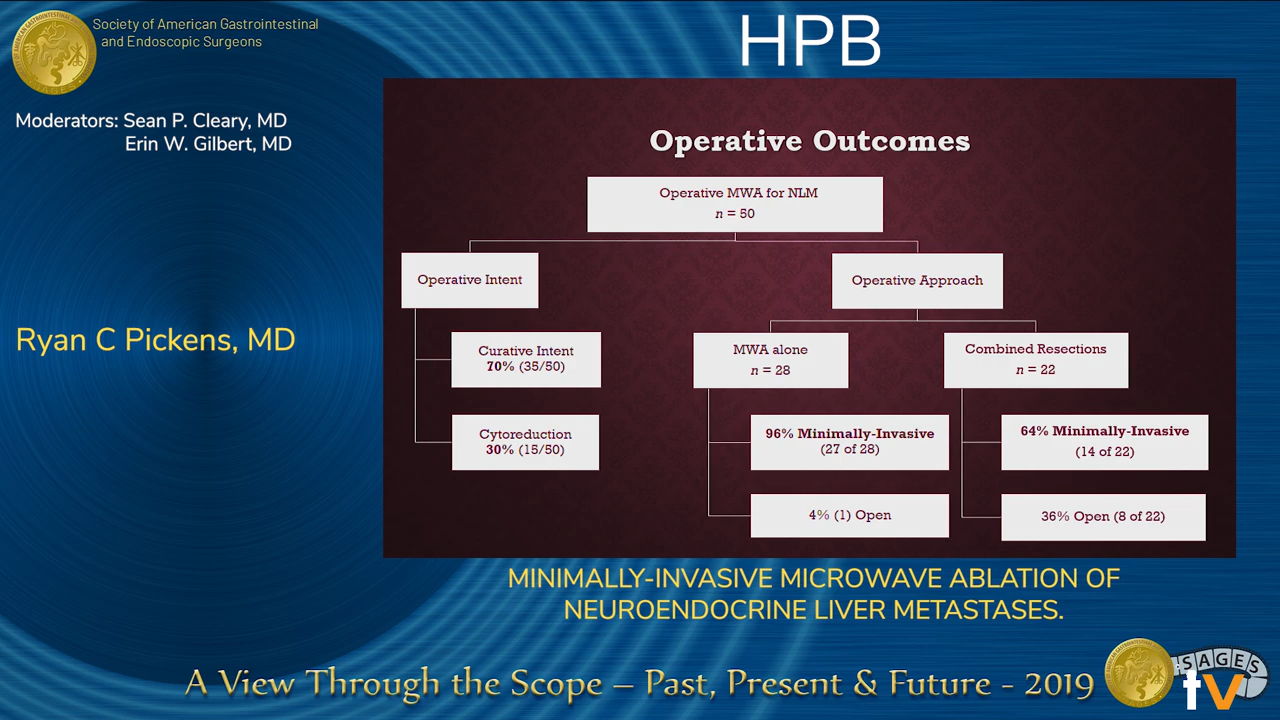 Society of American Gastrointestinal
and Endoscopic Surgeons
HPB
Moderators: Sean P. Cleary, MD
Erin W. Gilbert, MD
Ryan C Pickens, MD
Operative Outcomes
Operative MWA for NLM
n = 50
Operative Intent
Operative Approach
Curative Intent
70% (35/50)
Cytoreduction
30% (15/50)
MWA alone
n = 28
96% Minimally-Invasive
(27 of 28)
4% (1) Open
Combined Resections
n = 22
64% Minimally-Invasive
(14 of 22)
36% Open (8 of 22)
MINIMALLY-INVASIVE MICROWAVE ABLATION OF
NEUROENDOCRINE LIVER METASTASES.
A View Through the Scope – Past, Present & Future - 2019
SAGES
tv